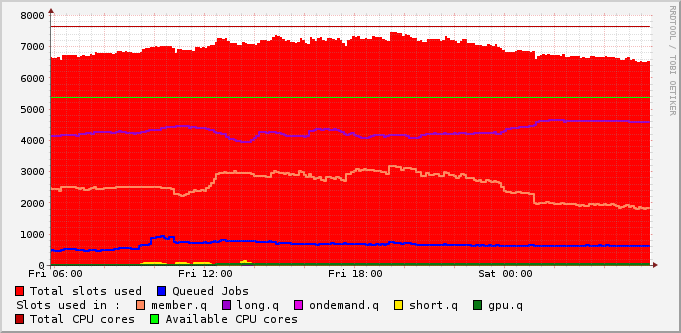 8000
7000
6000
5000
4000
3000
2000
1000
0
Fri 06:00 Fri 12:00 Fri 18:00 Sat 00:00
Total slots used Queued Jobs
Slots used in : member.q long.q ondemand.q short.q gpu.q
Total CPU cores Available CPU cores
RRDTOOL / TOBI OETIKER